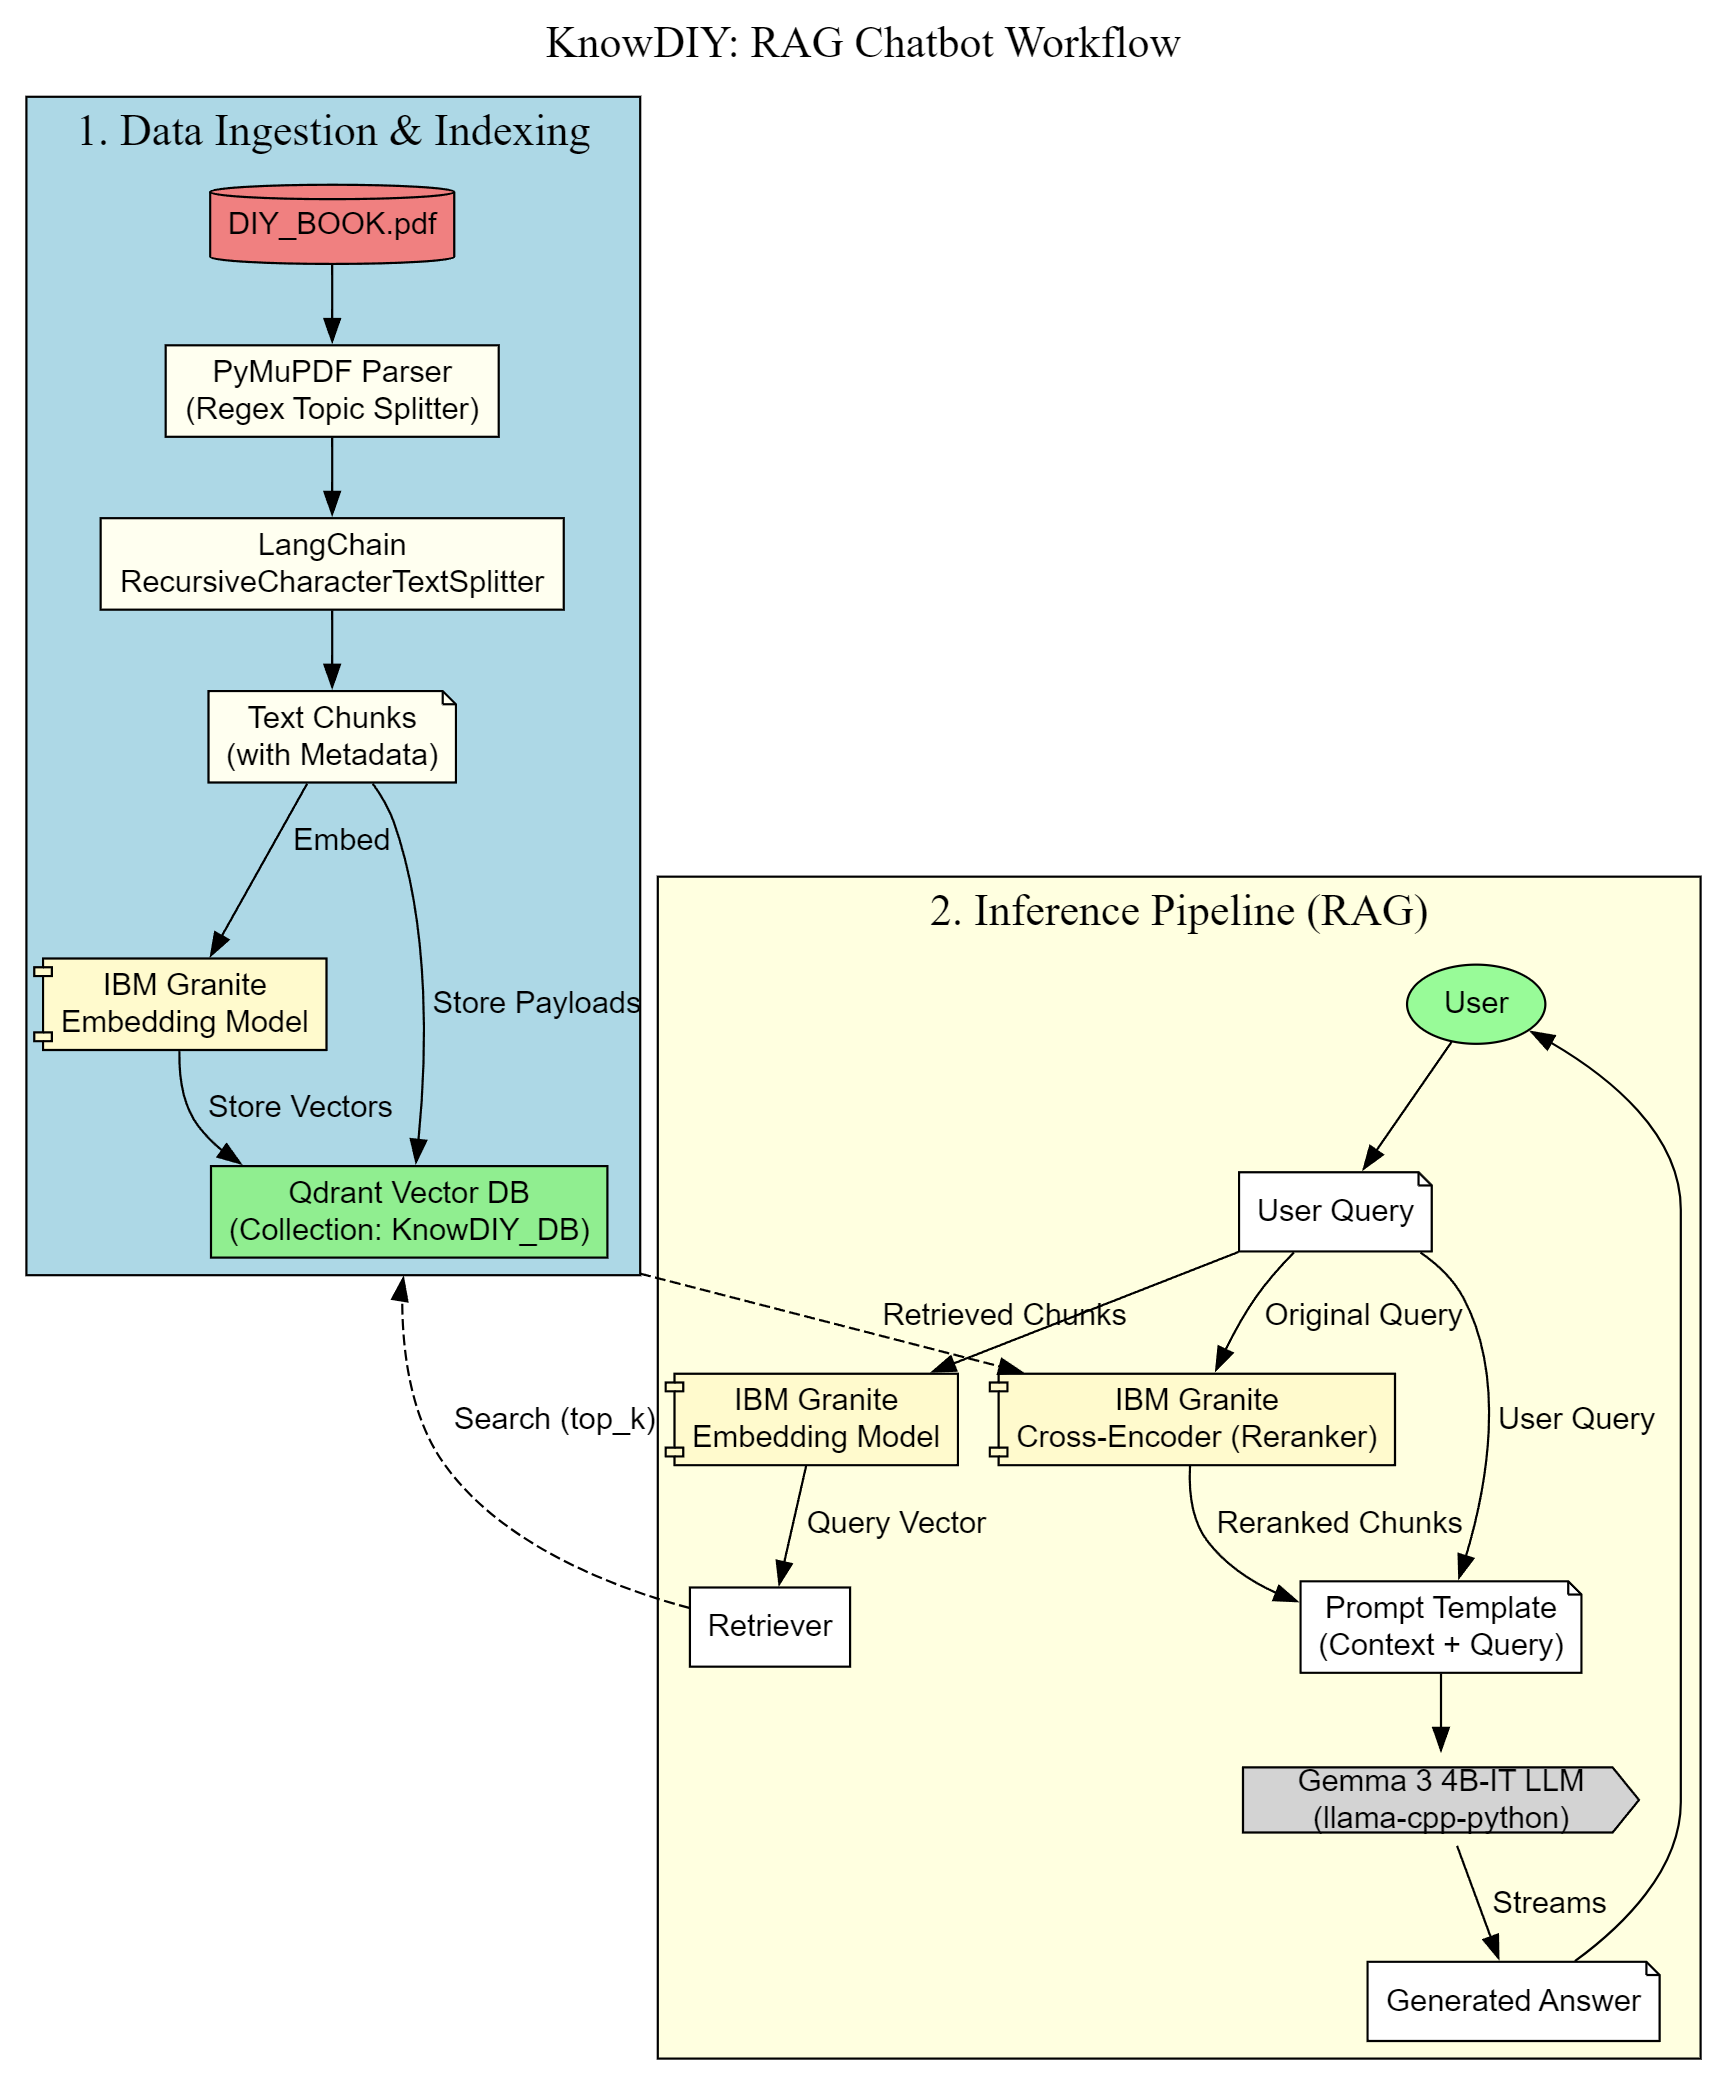 KnowDIY: RAG Chatbot Workflow
1. Data Ingestion & Indexing
DIY_BOOK.pdf
PyMuPDF Parser
(Regex Topic Splitter)
LangChain
RecursiveCharacterTextSplitter
Text Chunks
(with Metadata)
Embed
IBM Granite
Embedding Model
Store Payloads
Store Vectors
Qdrant Vector DB
(Collection: KnowDIY_DB)
2. Inference Pipeline (RAG)
User
User Query
Retrieved Chunks
Original Query
Search (top_k)
IBM Granite
Embedding Model
IBM Granite
Cross-Encoder (Reranker)
User Query
Query Vector
Reranked Chunks
Retriever
Prompt Template
(Context + Query)
Gemma 3 4B-IT LLM
(llama-cpp-python)
Streams
Generated Answer